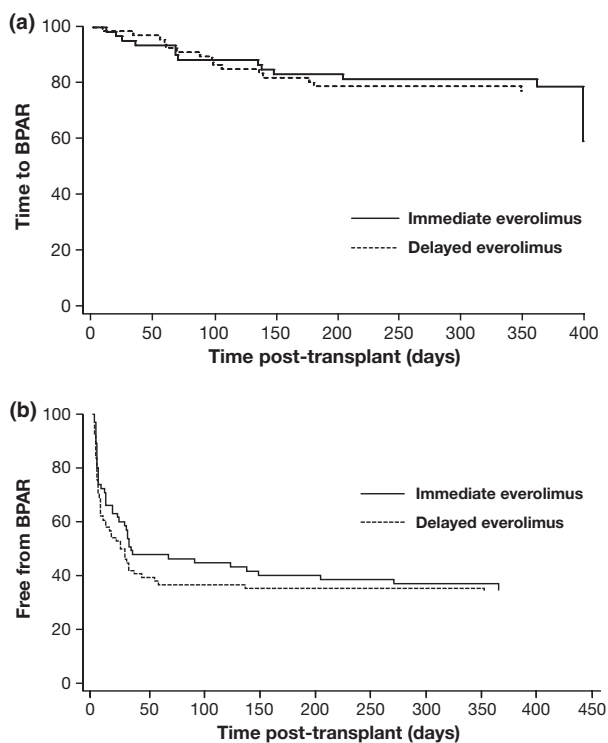 (a)
100
80
60
40
20
0
Time to BPAR
Immediate everolimus
Delayed everolimus
0 50 100 150 200 250 300 350 400
Time post-transplant (days)
(b)
100
80
60
40
20
0
Free from BPAR
Immediate everolimus
Delayed everolimus
0 50 100 150 200 250 300 350 400 450
Time post-transplant (days)